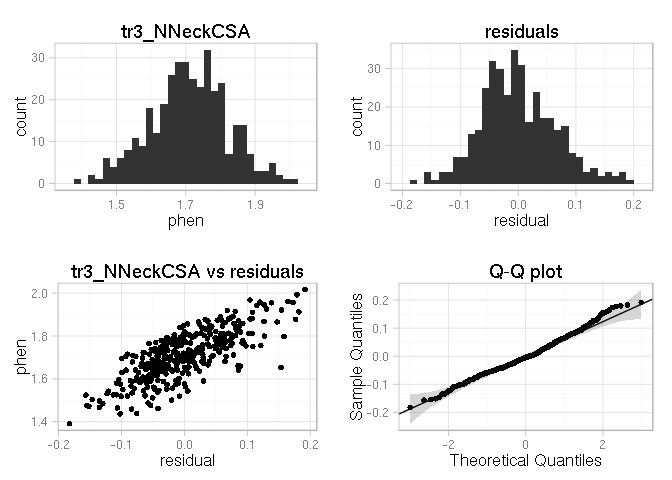 tr3_NNeckCSA
count
30
20
10
0
1.5
1.7
1.9
phen
residuals
count
30
20
10
0
-0.2
-0.1
0.0
0.1
0.2
residual
tr3_NNeckCSA vs residuals
phen
2.0
1.8
1.6
1.4
-0.2
-0.1
0.0
0.1
0.2
residual
Q-Q plot
Sample Quantiles
0.2
0.1
0.0
-0.1
-0.2
-2
0
2
Theoretical Quantiles